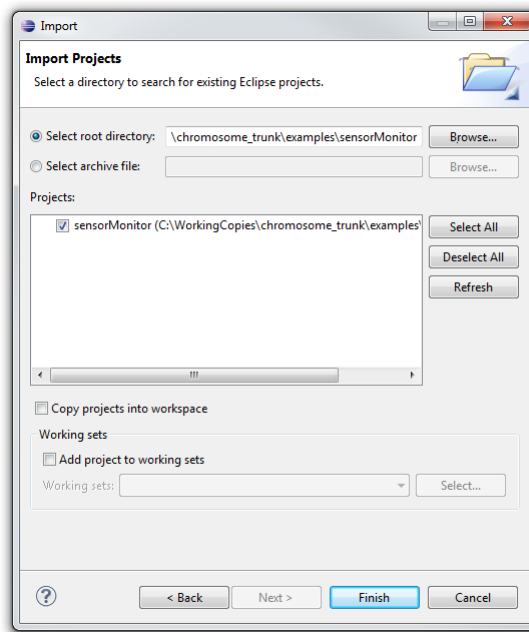 Import
Import Projects
Select a directory to search for existing Eclipse projects.
Select root directory: \chromosome_trunk\examples\sensorMonitor Browse...
Select archive file: Browse...
Projects:
sensorMonitor (C:\WorkingCopies\chromosome_trunk\examples\ Select All
Deselect All
Refresh
Copy projects into workspace
Working sets
Add project to working sets
Working sets: Select...
? < Back Next > Finish Cancel